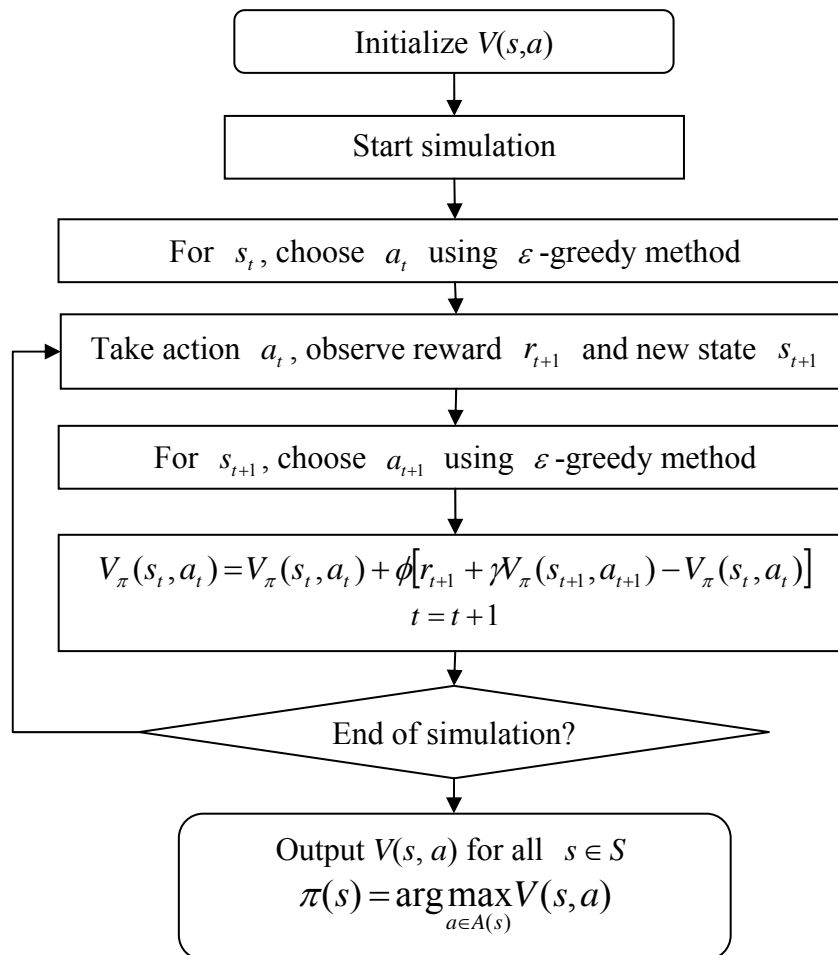 Initialize V(s,a)
Start simulation
For s_t, choose a_t using ε-greedy method
Take action a_t, observe reward r_{t+1} and new state s_{t+1}
For s_{t+1}, choose a_{t+1} using ε-greedy method
V_π(s_t, a_t) = V_π(s_t, a_t) + ϕ[r_{t+1} + γV_π(s_{t+1}, a_{t+1}) − V_π(s_t, a_t)]
t = t + 1
End of simulation?
Output V(s, a) for all s ∈ S
π(s) = arg max_{a∈A(s)} V(s, a)